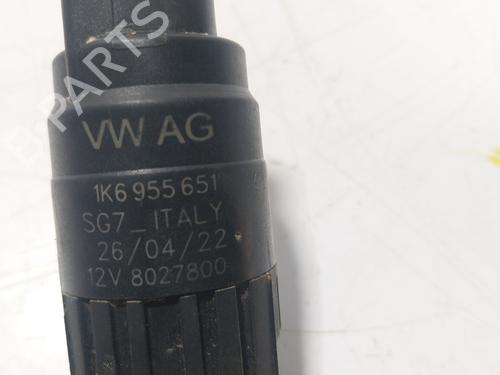 B-PARTS
VW AG
1K6 955 651
SG7_ITALY
26/04/22
12V 8027800